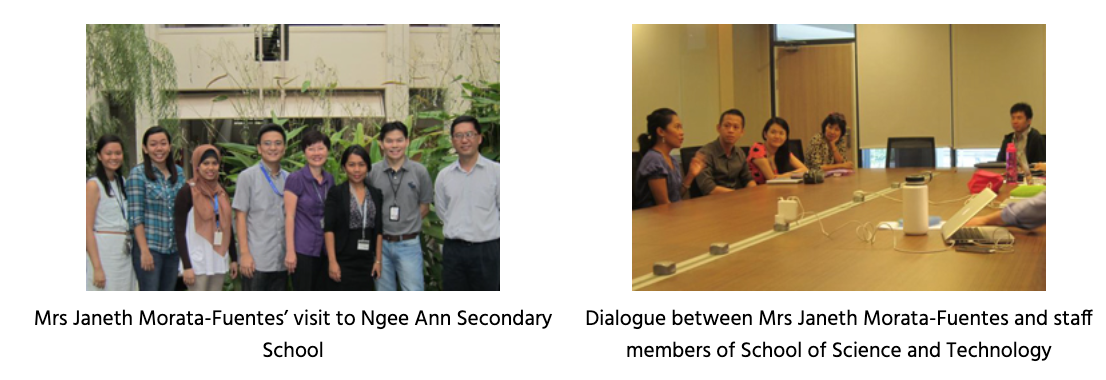 Mrs Janeth Morata-Fuentes’ visit to Ngee Ann Secondary
School
Dialogue between Mrs Janeth Morata-Fuentes and staff
members of School of Science and Technology